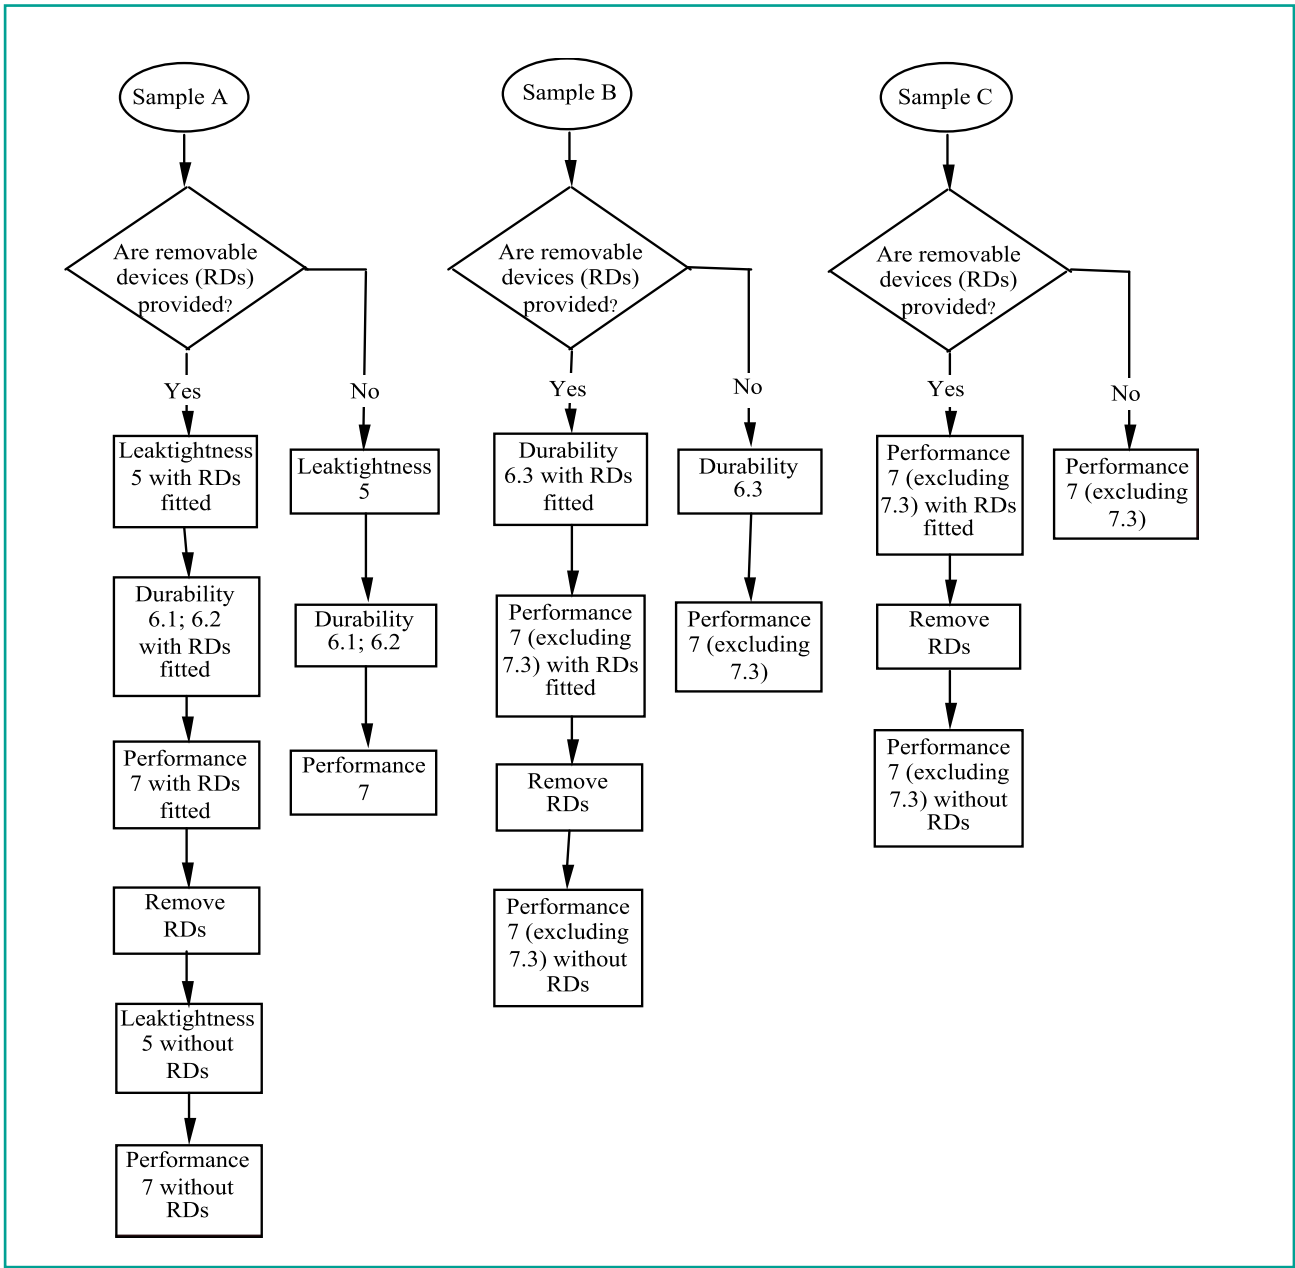 Sample A
Are removable
devices (RDs)
provided?
Yes
No
Leaktightness
5 with RDs
fitted
Leaktightness
5
Durability
6.1; 6.2
with RDs
fitted
Durability
6.1; 6.2
Performance
7 with RDs
fitted
Performance
7
Remove
RDs
Leaktightness
5 without
RDs
Performance
7 without
RDs
Sample B
Are removable
devices (RDs)
provided?
Yes
No
Durability
6.3 with RDs
fitted
Durability
6.3
Performance
7 (excluding
7.3) with RDs
fitted
Performance
7 (excluding
7.3)
Remove
RDs
Performance
7 (excluding
7.3) without
RDs
Sample C
Are removable
devices (RDs)
provided?
Yes
No
Performance
7 (excluding
7.3) with RDs
fitted
Performance
7 (excluding
7.3)
Remove
RDs
Performance
7 (excluding
7.3) without
RDs